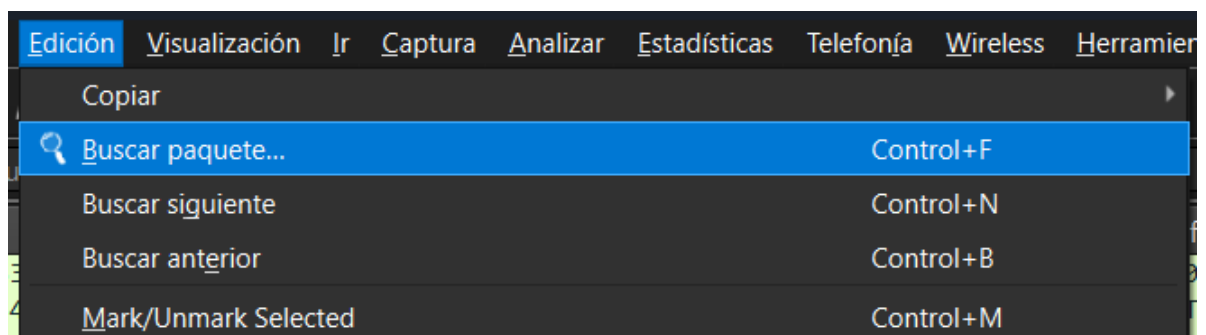 Edición Visualización Ir Captura Analizar Estadísticas Telefonía Wireless Herramier
Copiar
Buscar paquete... Control+F
Buscar siguiente Control+N
Buscar anterior Control+B
Mark/Unmark Selected Control+M